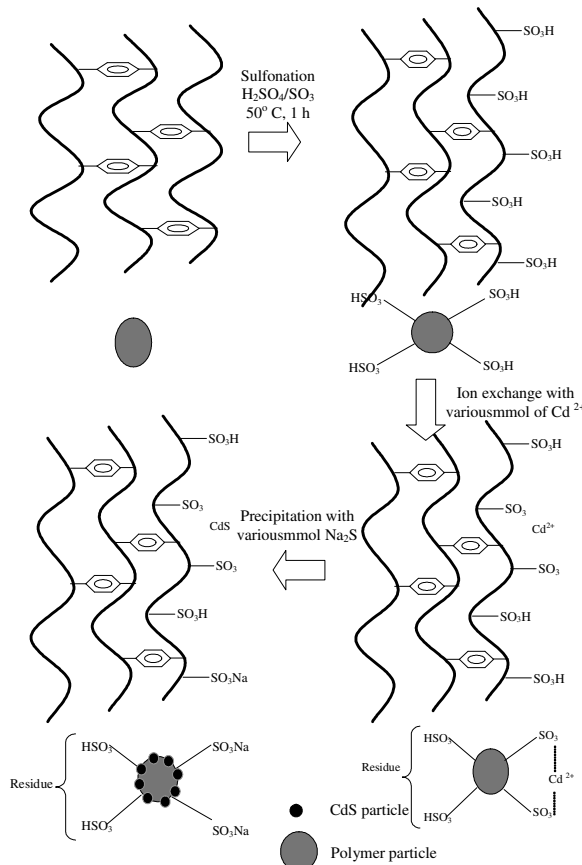 SO₃H
Sulfonation
H₂SO₄/SO₃
50° C, 1 h
SO₃H
SO₃H
SO₃H
SO₃H
HSO₃
SO₃H
HSO₃
SO₃H
Ion exchange with
variousmmol of Cd ²⁺
SO₃H
SO₃
CdS
SO₃
SO₃H
SO₃Na
Precipitation with
variousmmol Na₂S
SO₃H
SO₃
Cd²⁺
SO₃
SO₃H
SO₃H
Residue
HSO₃
SO₃Na
HSO₃
SO₃Na
Residue
HSO₃
SO₃
Cd ²⁺
HSO₃
SO₃
CdS particle
Polymer particle